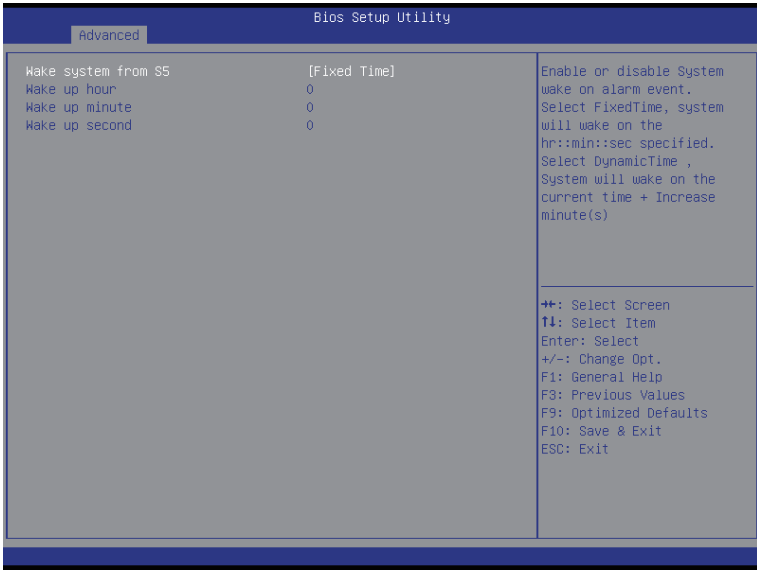 Bios Setup Utility
Advanced
Wake system from S5 [Fixed Time]
Wake up hour 0
Wake up minute 0
Wake up second 0
Enable or disable System
wake on alarm event.
Select FixedTime, system
will wake on the
hr::min::sec specified.
Select DynamicTime ,
System will wake on the
current time + Increase
minute(s)
→←: Select Screen
↑↓: Select Item
Enter: Select
+/-: Change Opt.
F1: General Help
F3: Previous Values
F9: Optimized Defaults
F10: Save & Exit
ESC: Exit